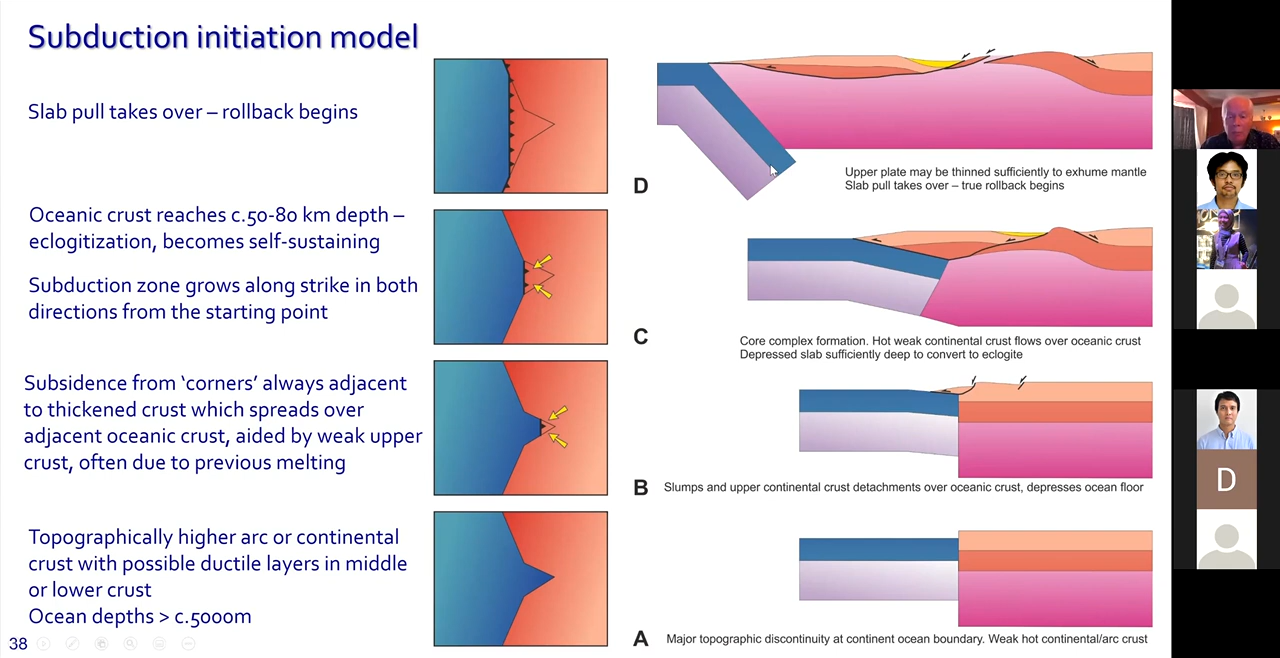 Subduction initiation model
Slab pull takes over – rollback begins
Oceanic crust reaches c.50-80 km depth –
eclogitization, becomes self-sustaining
Subduction zone grows along strike in both
directions from the starting point
Subsidence from ‘corners’ always adjacent
to thickened crust which spreads over
adjacent oceanic crust, aided by weak upper
crust, often due to previous melting
Topographically higher arc or continental
crust with possible ductile layers in middle
or lower crust
Ocean depths > c.5000m
38
D
Upper plate may be thinned sufficiently to exhume mantle
Slab pull takes over – true rollback begins
C
Core complex formation. Hot weak continental crust flows over oceanic crust
Depressed slab sufficiently deep to convert to eclogite
B
Slumps and upper continental crust detachments over oceanic crust, depresses ocean floor
A
Major topographic discontinuity at continent ocean boundary. Weak hot continental/arc crust
D